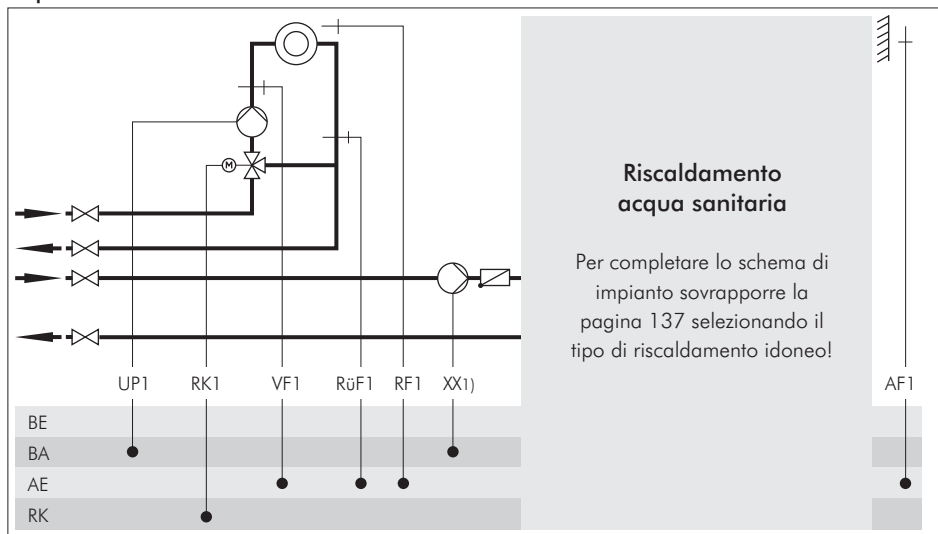 M
Riscaldamento
acqua sanitaria
Per completare lo schema di
impianto sovrapporre la
pagina 137 selezionando il
tipo di riscaldamento idoneo!
UP1 RK1 VF1 RüF1 RF1 XX1) AF1
BE
BA
AE
RK